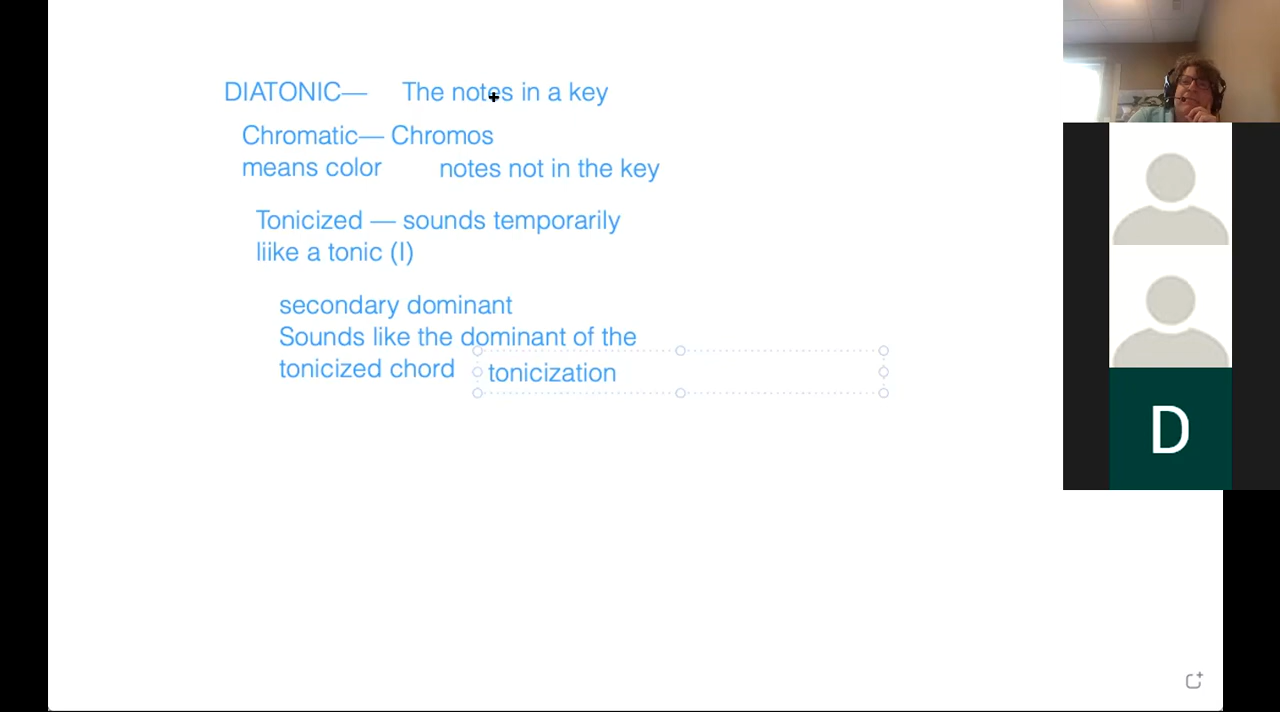 DIATONIC— The notes in a key
Chromatic— Chromos
means color notes not in the key
Tonicized — sounds temporarily
liike a tonic (I)
secondary dominant
Sounds like the dominant of the
tonicized chord tonicization
D